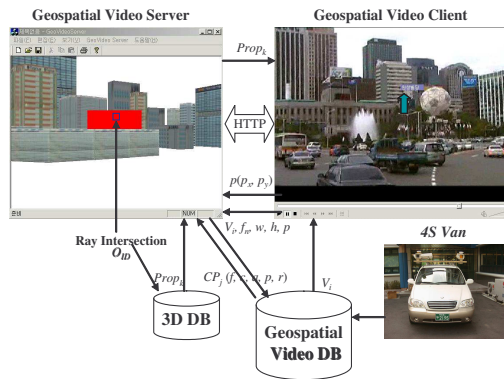 Geospatial Video Server
Geospatial Video Client
Prop_k
HTTP
p(p_x, p_y)
V_i, f_n, w, h, p
NUM
Ray Intersection
O_ID
Prop_k
CP_j (f, c, a, p, r)
V_i
4S Van
3D DB
Geospatial
Video DB